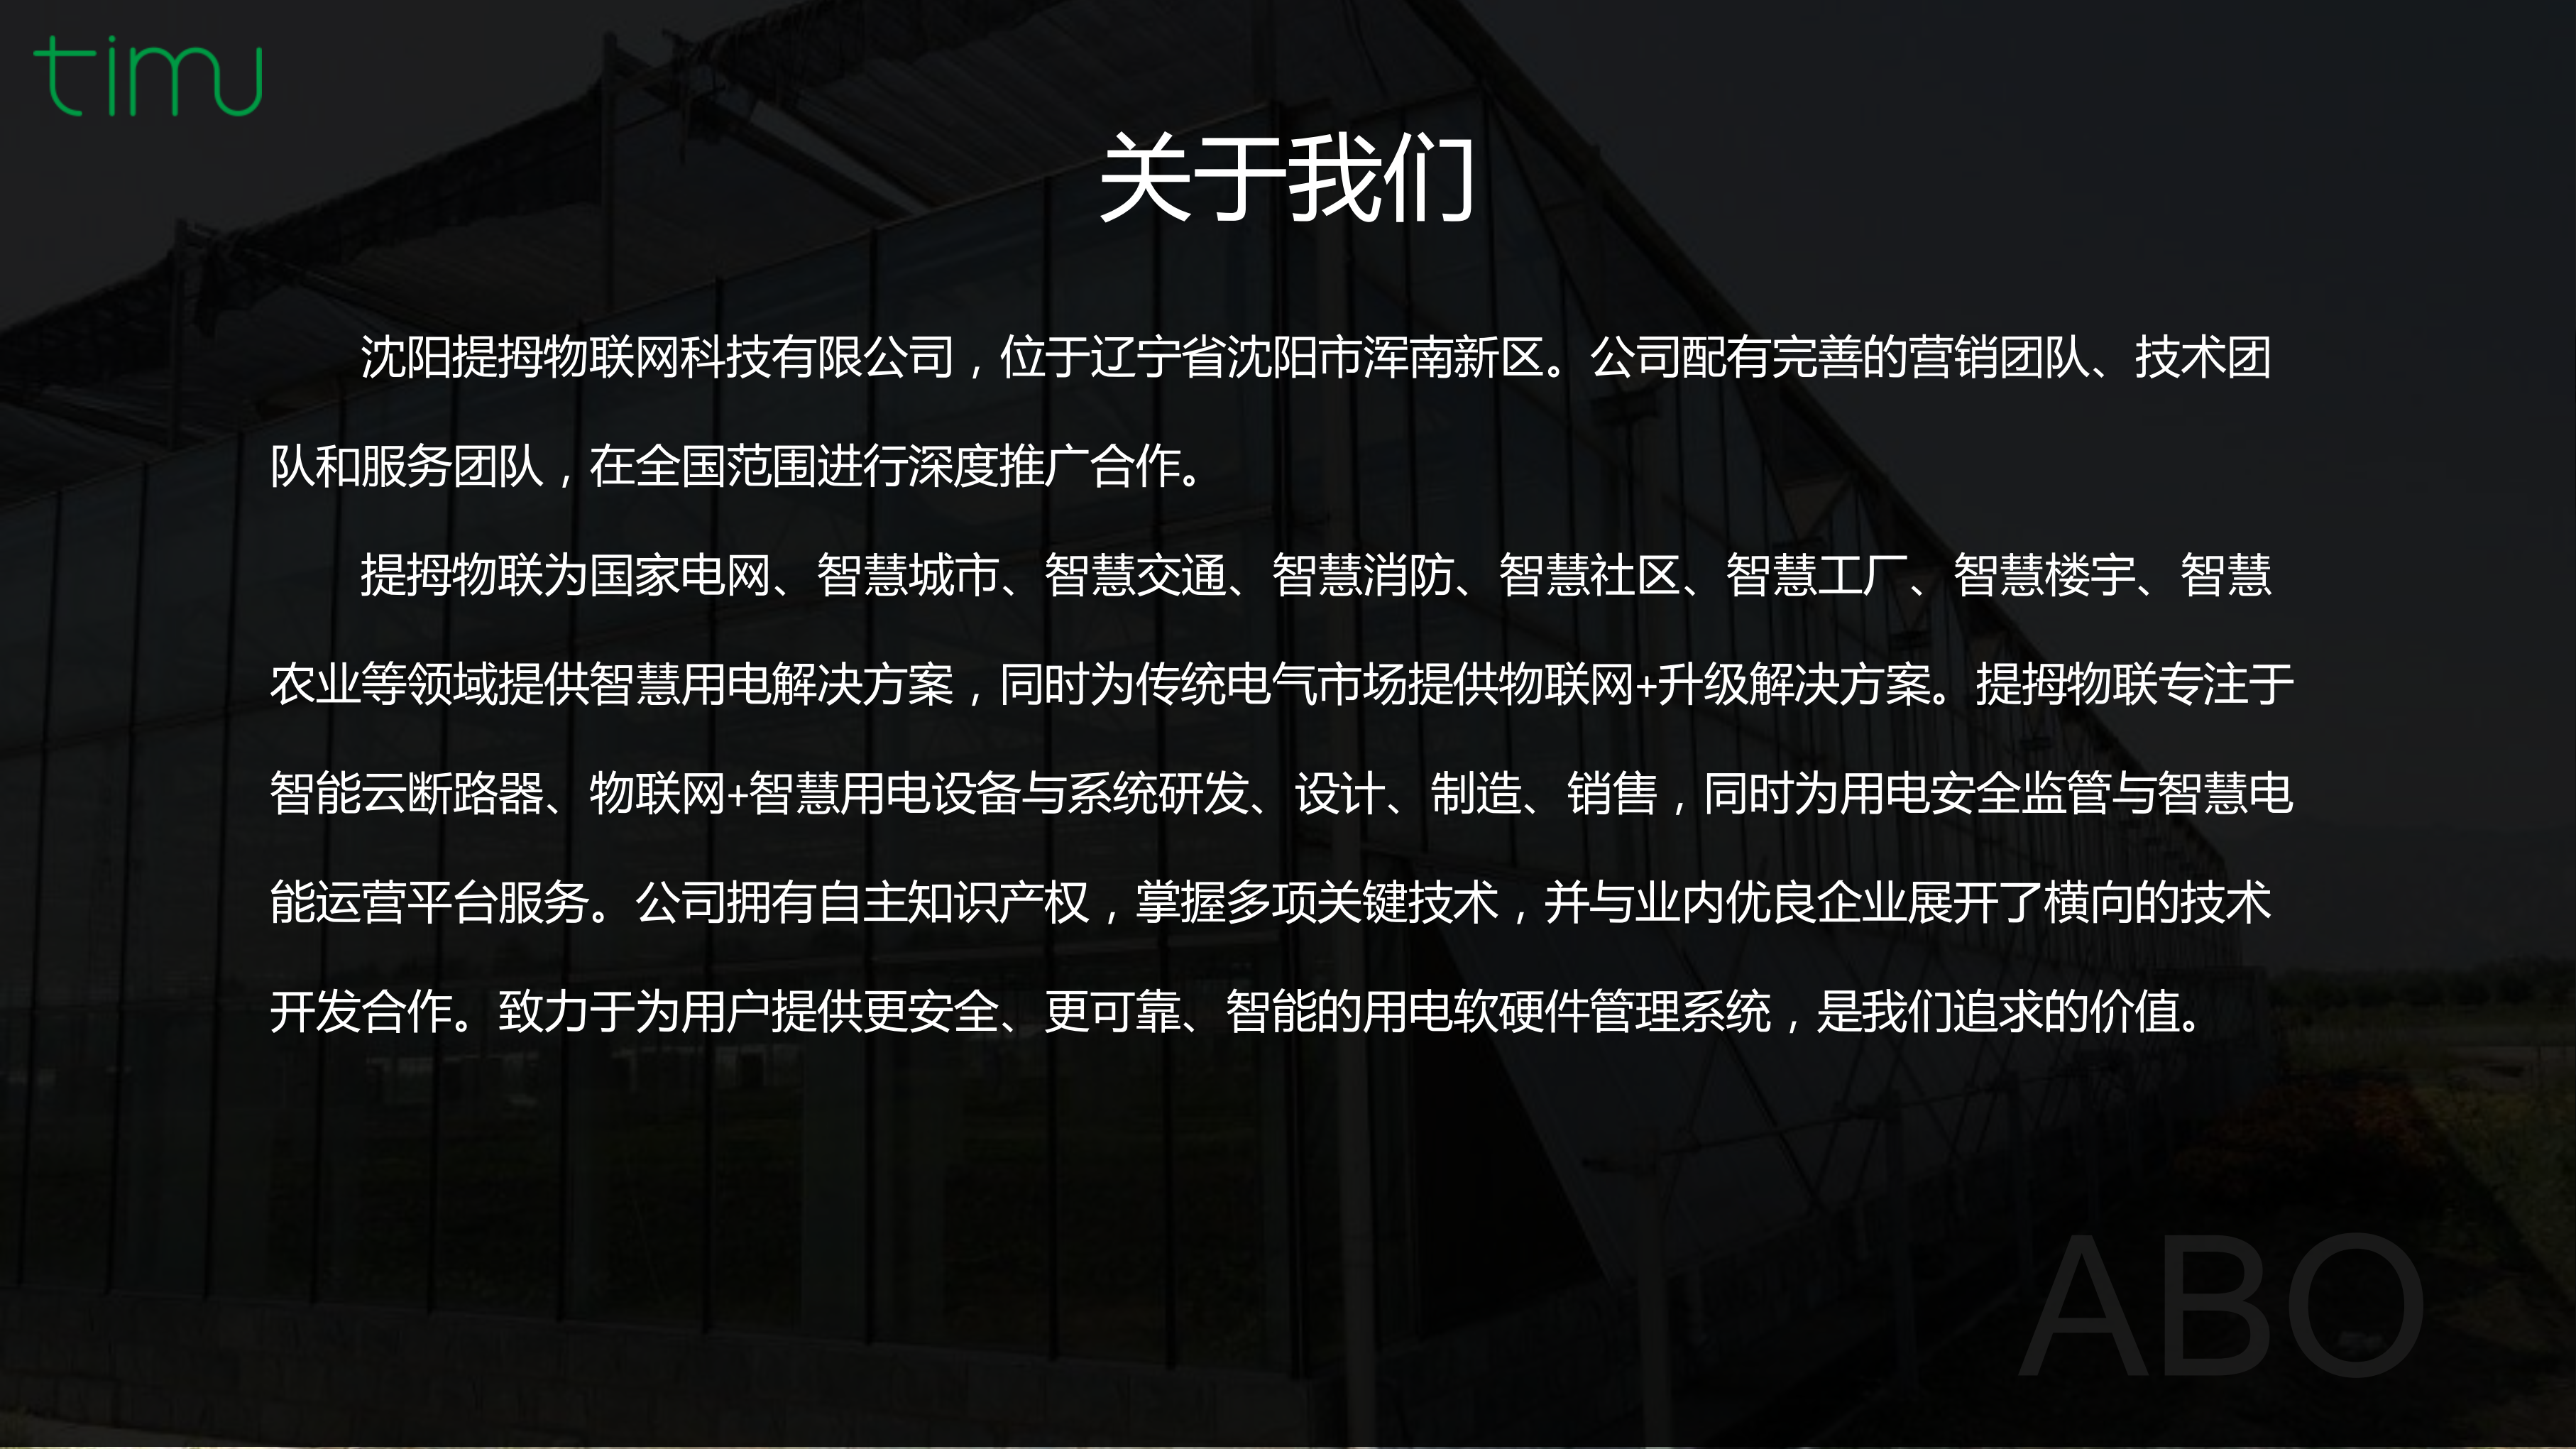 timu
关于我们
沈阳提拇物联网科技有限公司，位于辽宁省沈阳市浑南新区。公司配有完善的营销团队、技术团
队和服务团队，在全国范围进行深度推广合作。
提拇物联为国家电网、智慧城市、智慧交通、智慧消防、智慧社区、智慧工厂、智慧楼宇、智慧
农业等领域提供智慧用电解决方案，同时为传统电气市场提供物联网+升级解决方案。提拇物联专注于
智能云断路器、物联网+智慧用电设备与系统研发、设计、制造、销售，同时为用电安全监管与智慧电
能运营平台服务。公司拥有自主知识产权，掌握多项关键技术，并与业内优良企业展开了横向的技术
开发合作。致力于为用户提供更安全、更可靠、智能的用电软硬件管理系统，是我们追求的价值。
ABO